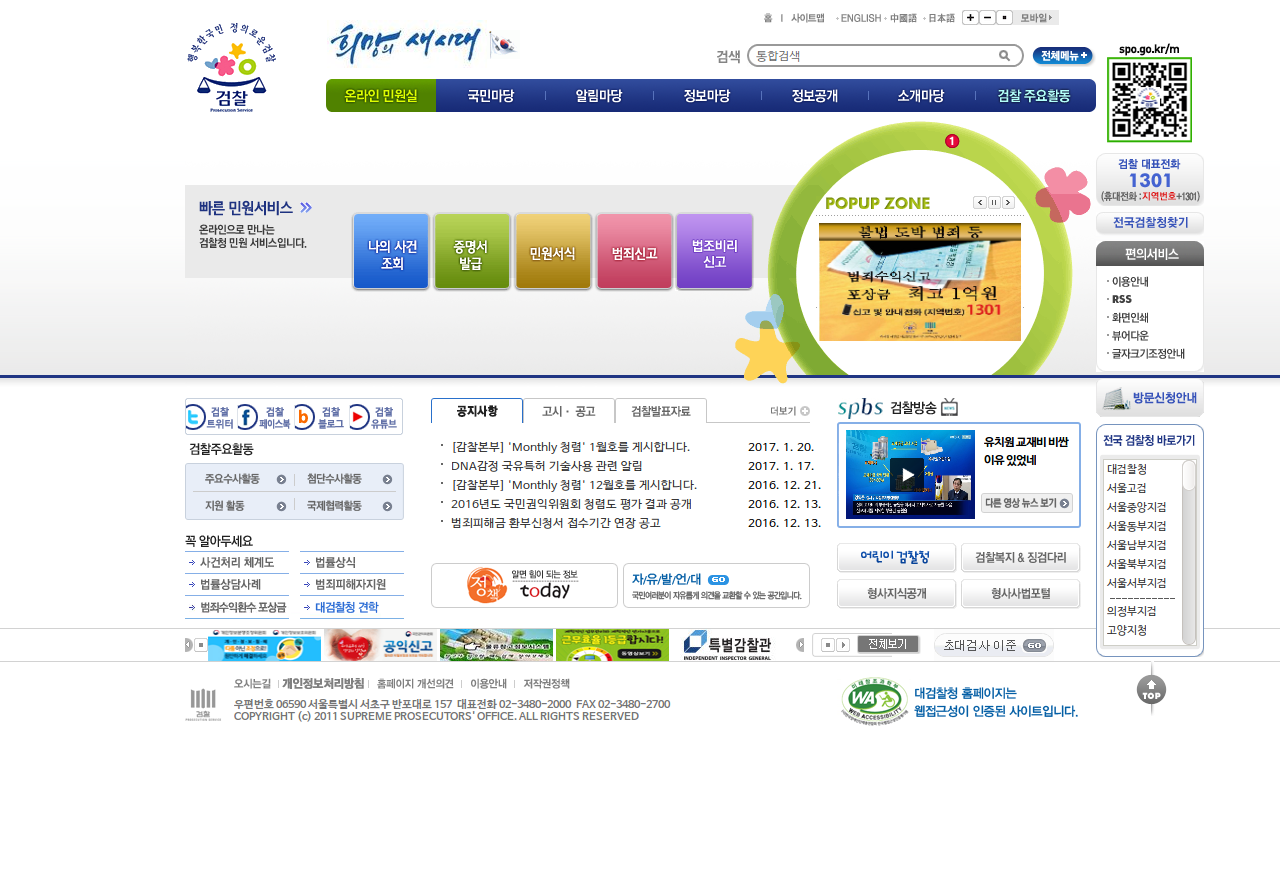 행복한국민 정의로운검찰
검찰
Prosecution Service
희망의 새시대
홈 사이트맵 ENGLISH 中國語 日本語 모바일
검색 통합검색 전체메뉴
spo.go.kr/m
온라인 민원실 국민마당 알림마당 정보마당 정보공개 소개마당 검찰 주요활동
1
검찰 대표전화
1301
(휴대전화 : 지역번호+1301)
전국검찰청찾기
편의서비스
이용안내
RSS
화면인쇄
뷰어다운
글자크기조정안내
방문신청안내
빠른 민원서비스
온라인으로 만나는
검찰청 민원 서비스입니다.
나의 사건
조회
증명서
발급
민원서식
범죄신고
법조비리
신고
POPUP ZONE
불법 도박 범죄 등
범죄수익신고
포상금 최고 1억원
신고 및 안내전화 (지역번호) 1301
검찰 트위터
검찰 페이스북
검찰 블로그
검찰 유튜브
검찰주요활동
주요수사활동 첨단수사활동
지원 활동 국제협력활동
꼭 알아두세요
사건처리 체계도 법률상식
법률상담사례 범죄피해자지원
범죄수익환수 포상금 대검찰청 견학
공지사항 고시 · 공고 검찰발표자료 더보기
[감찰본부] 'Monthly 청렴' 1월호를 게시합니다. 2017. 1. 20.
DNA감정 국유특허 기술사용 관련 알림 2017. 1. 17.
[감찰본부] 'Monthly 청렴' 12월호를 게시합니다. 2016. 12. 21.
2016년도 국민권익위원회 청렴도 평가 결과 공개 2016. 12. 13.
범죄피해금 환부신청서 접수기간 연장 공고 2016. 12. 13.
정책
알면 힘이 되는 정보
today
자/유/발/언/대 GO
국민여러분이 자유롭게 의견을 교환할 수 있는 공간입니다.
spbs 검찰방송
유치원 교재비 비싼
이유 있었네
다른 영상 뉴스 보기
어린이 검찰청 검찰복지 & 징검다리
형사지식공개 형사사법포털
전국 검찰청 바로가기
대검찰청
서울고검
서울중앙지검
서울동부지검
서울남부지검
서울북부지검
서울서부지검
------------
의정부지검
고양지청
공익신고
근무료을 1등급
합시다!
특별감찰관
INDEPENDENT INSPECTOR GENERAL
전체보기
초대검사 이준 GO
오시는길 개인정보처리방침 홈페이지 개선의견 이용안내 저작권정책
검찰
우편번호 06590 서울특별시 서초구 반포대로 157 대표전화 02-3480-2000 FAX 02-3480-2700
COPYRIGHT (c) 2011 SUPREME PROSECUTORS' OFFICE. ALL RIGHTS RESERVED
WA
WEB ACCESSIBILITY
대검찰청 홈페이지는
웹접근성이 인증된 사이트입니다.
TOP